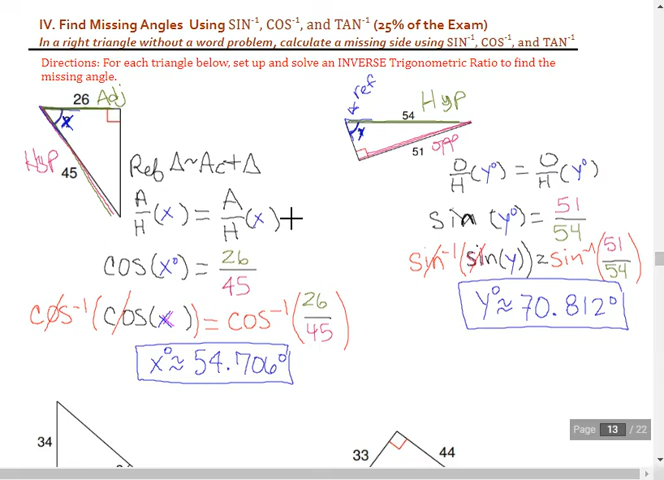 IV. Find Missing Angles Using SIN⁻¹, COS⁻¹, and TAN⁻¹ (25% of the Exam)
In a right triangle without a word problem, calculate a missing side using SIN⁻¹, COS⁻¹, and TAN⁻¹
Directions: For each triangle below, set up and solve an INVERSE Trigonometric Ratio to find the
missing angle.
26 Adj
x
Hyp 45
Ref Δ~Act Δ
A/H (x) = A/H (x) +
cos(x°) = 26/45
cos⁻¹(cos(x)) = cos⁻¹(26/45)
x° ≈ 54.706°
ref
Hyp
54
x
51 opp
O/H (y°) = O/H (y°)
sin (y°) = 51/54
sin⁻¹(sin(y)) = sin⁻¹(51/54)
y° ≈ 70.812°
34
33
44
Page 13 / 22